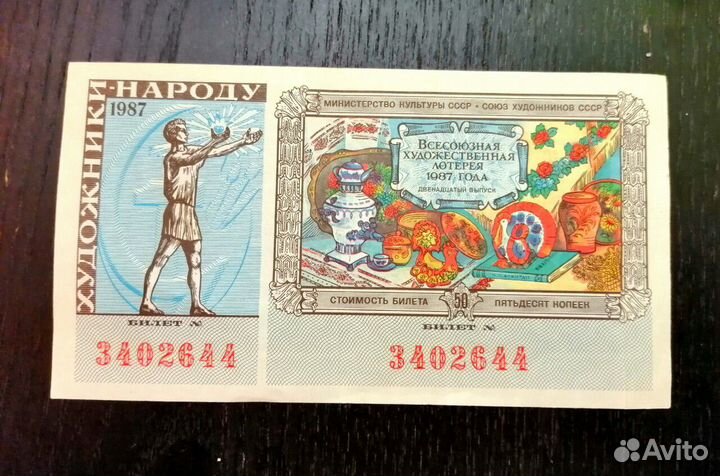 ХУДОЖНИКИ-НАРОДУ
1987
БИЛЕТ №
3402644
МИНИСТЕРСТВО КУЛЬТУРЫ СССР • СОЮЗ ХУДОЖНИКОВ СССР
ВСЕСОЮЗНАЯ
ХУДОЖЕСТВЕННАЯ
ЛОТЕРЕЯ
1987 ГОДА
ДВЕНАДЦАТЫЙ ВЫПУСК
СТОИМОСТЬ БИЛЕТА 50 ПЯТЬДЕСЯТ КОПЕЕК
БИЛЕТ №
3402644
Avito